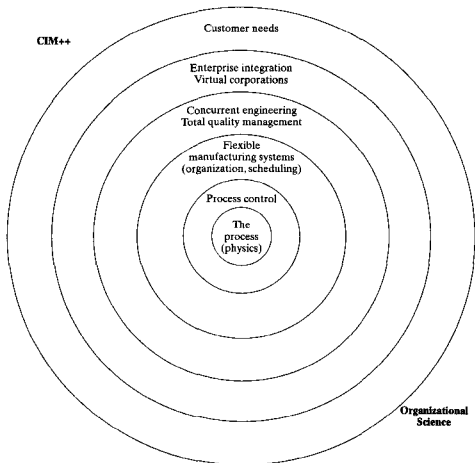 CIM++
Customer needs
Enterprise integration
Virtual corporations
Concurrent engineering
Total quality management
Flexible
manufacturing systems
(organization, scheduling)
Process control
The
process
(physics)
Organizational
Science